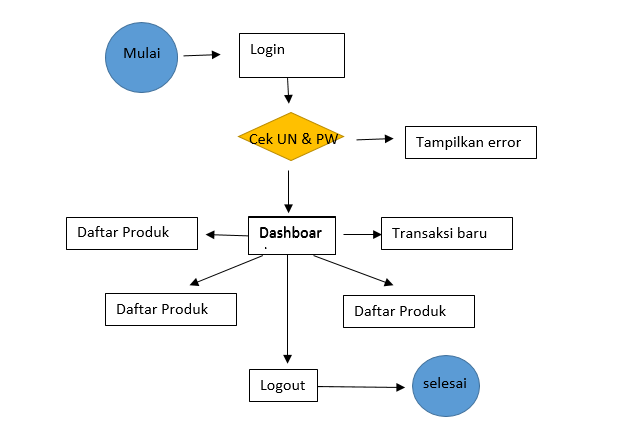 Mulai
Login
Cek UN & PW
Tampilkan error
Daftar Produk
Dashboar
Transaksi baru
Daftar Produk
Daftar Produk
Logout
selesai